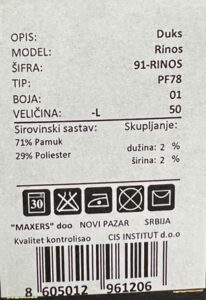 OPIS: Duks
MODEL: Rinos
ŠIFRA: 91-RINOS
TIP: PF78
BOJA: 01
VELIČINA: -L 50
Sirovinski sastav: Skupljanje:
71% Pamuk dužina: 2 %
29% Poliester širina: 2 %
30
"MAXERS" doo NOVI PAZAR SRBIJA
Kvalitet kontrolisao CIS INSTITUT d.o.o
8 605012 961206